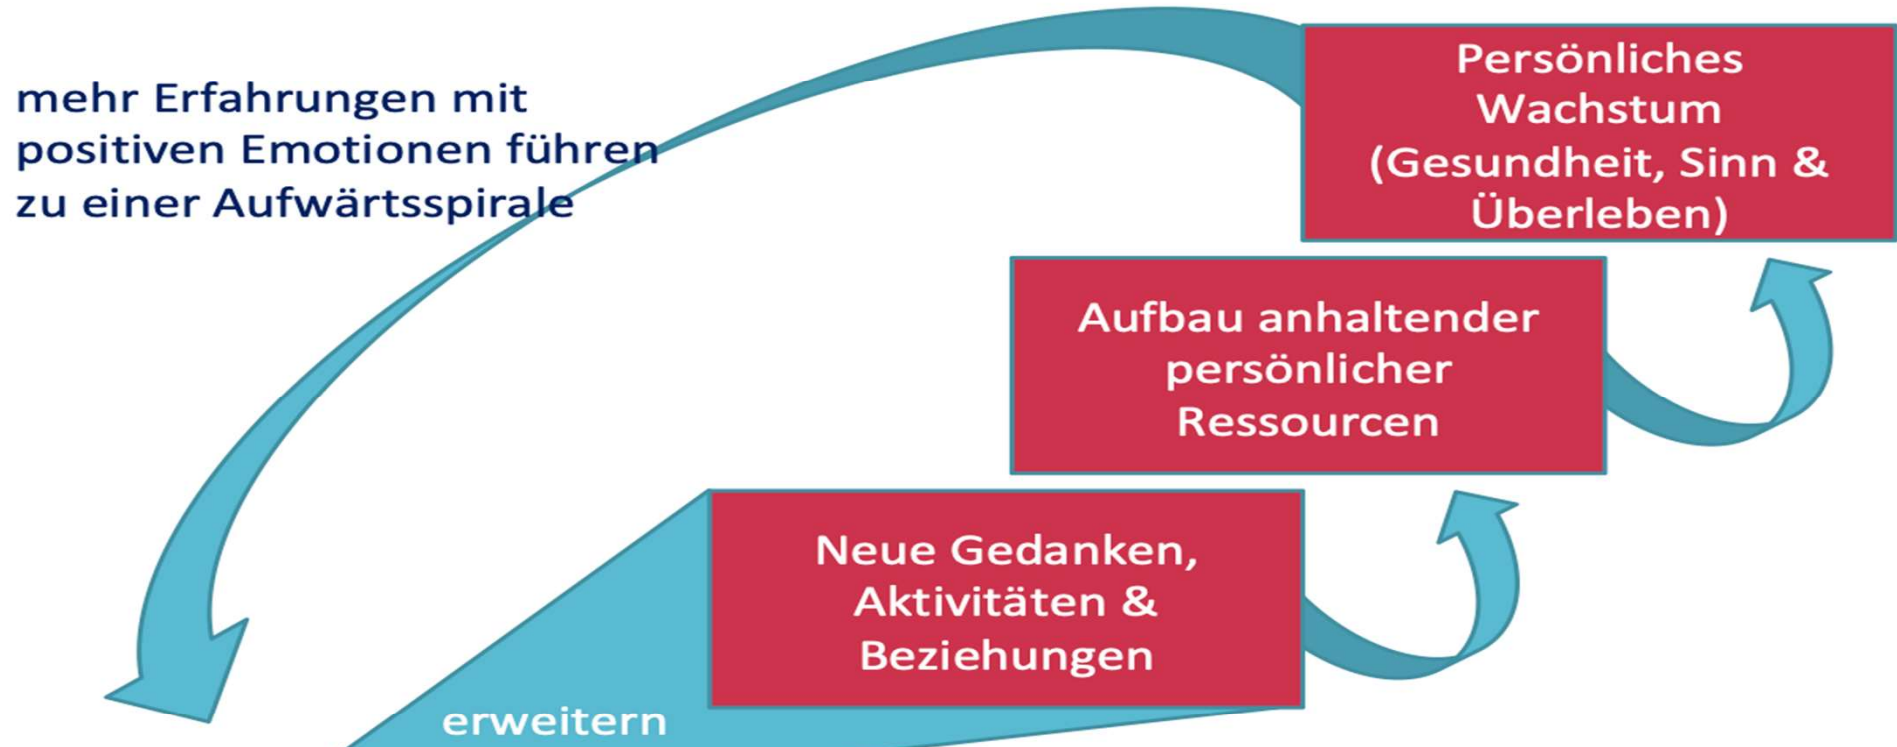 mehr Erfahrungen mit
positiven Emotionen führen
zu einer Aufwärtsspirale
Persönliches
Wachstum
(Gesundheit, Sinn &
Überleben)
Aufbau anhaltender
persönlicher
Ressourcen
Neue Gedanken,
Aktivitäten &
Beziehungen
erweitern